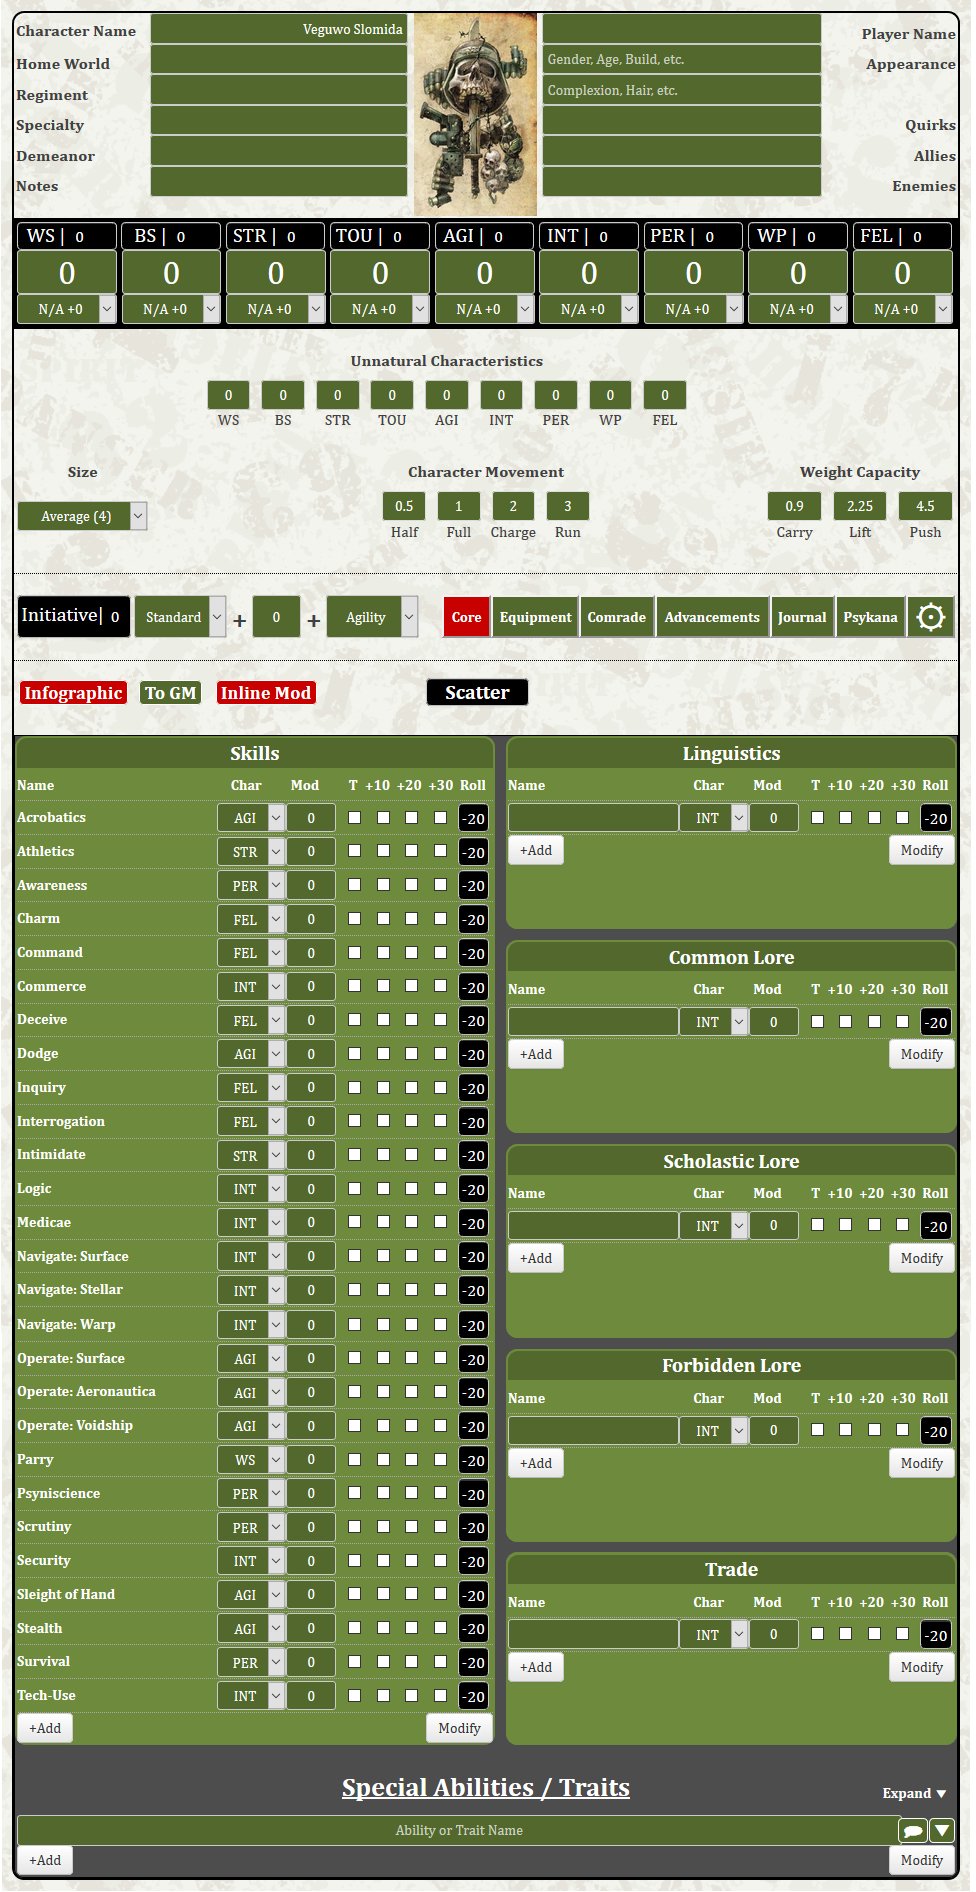 Character Name Veguwo Slomida Player Name
Home World Gender, Age, Build, etc. Appearance
Regiment Complexion, Hair, etc.
Specialty Quirks
Demeanor Allies
Notes Enemies
WS | 0 BS | 0 STR | 0 TOU | 0 AGI | 0 INT | 0 PER | 0 WP | 0 FEL | 0
0 0 0 0 0 0 0 0 0
N/A +0 N/A +0 N/A +0 N/A +0 N/A +0 N/A +0 N/A +0 N/A +0 N/A +0
Unnatural Characteristics
0 0 0 0 0 0 0 0 0
WS BS STR TOU AGI INT PER WP FEL
Size Character Movement Weight Capacity
Average (4) 0.5 1 2 3 0.9 2.25 4.5
Half Full Charge Run Carry Lift Push
Initiative| 0 Standard + 0 + Agility Core Equipment Comrade Advancements Journal Psykana
Infographic To GM Inline Mod Scatter
Skills
Name Char Mod T +10 +20 +30 Roll
Acrobatics AGI 0 -20
Athletics STR 0 -20
Awareness PER 0 -20
Charm FEL 0 -20
Command FEL 0 -20
Commerce INT 0 -20
Deceive FEL 0 -20
Dodge AGI 0 -20
Inquiry FEL 0 -20
Interrogation FEL 0 -20
Intimidate STR 0 -20
Logic INT 0 -20
Medicae INT 0 -20
Navigate: Surface INT 0 -20
Navigate: Stellar INT 0 -20
Navigate: Warp INT 0 -20
Operate: Surface AGI 0 -20
Operate: Aeronautica AGI 0 -20
Operate: Voidship AGI 0 -20
Parry WS 0 -20
Psyniscience PER 0 -20
Scrutiny PER 0 -20
Security INT 0 -20
Sleight of Hand AGI 0 -20
Stealth AGI 0 -20
Survival PER 0 -20
Tech-Use INT 0 -20
+Add Modify
Linguistics
Name Char Mod T +10 +20 +30 Roll
INT 0 -20
+Add Modify
Common Lore
Name Char Mod T +10 +20 +30 Roll
INT 0 -20
+Add Modify
Scholastic Lore
Name Char Mod T +10 +20 +30 Roll
INT 0 -20
+Add Modify
Forbidden Lore
Name Char Mod T +10 +20 +30 Roll
INT 0 -20
+Add Modify
Trade
Name Char Mod T +10 +20 +30 Roll
INT 0 -20
+Add Modify
Special Abilities / Traits Expand ▼
Ability or Trait Name
+Add Modify